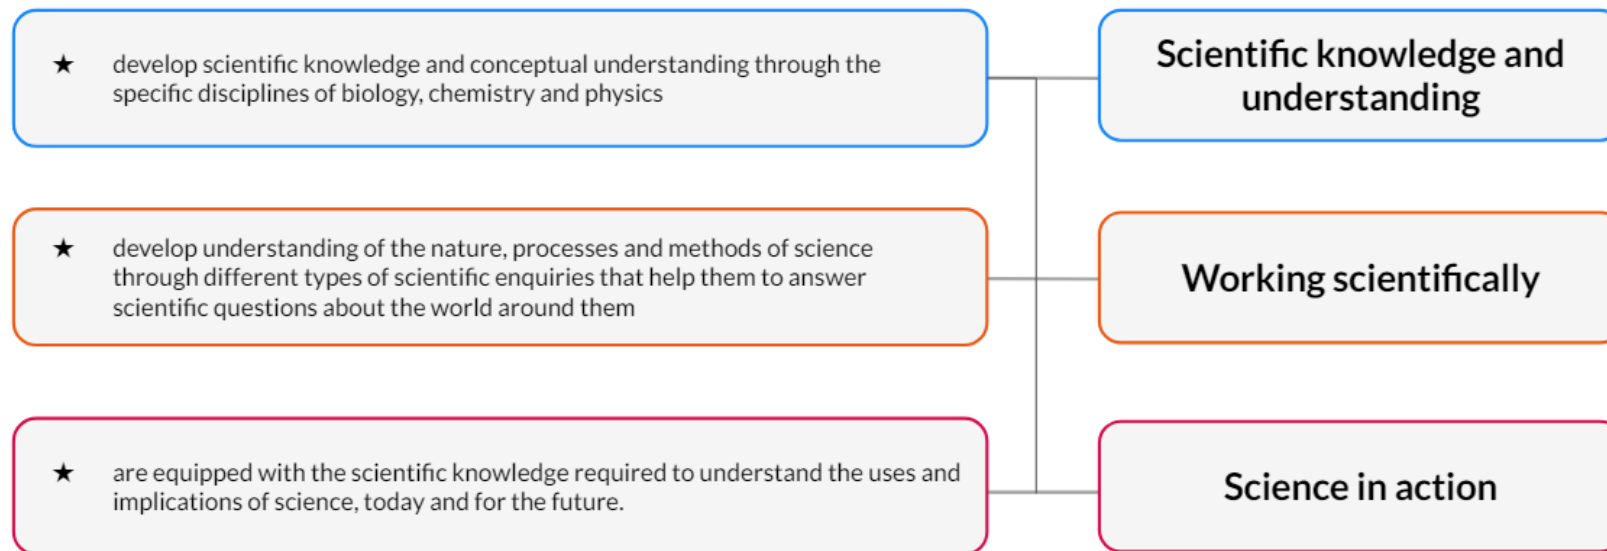 ★ develop scientific knowledge and conceptual understanding through the
specific disciplines of biology, chemistry and physics
Scientific knowledge and
understanding
★ develop understanding of the nature, processes and methods of science
through different types of scientific enquiries that help them to answer
scientific questions about the world around them
Working scientifically
★ are equipped with the scientific knowledge required to understand the uses and
implications of science, today and for the future.
Science in action